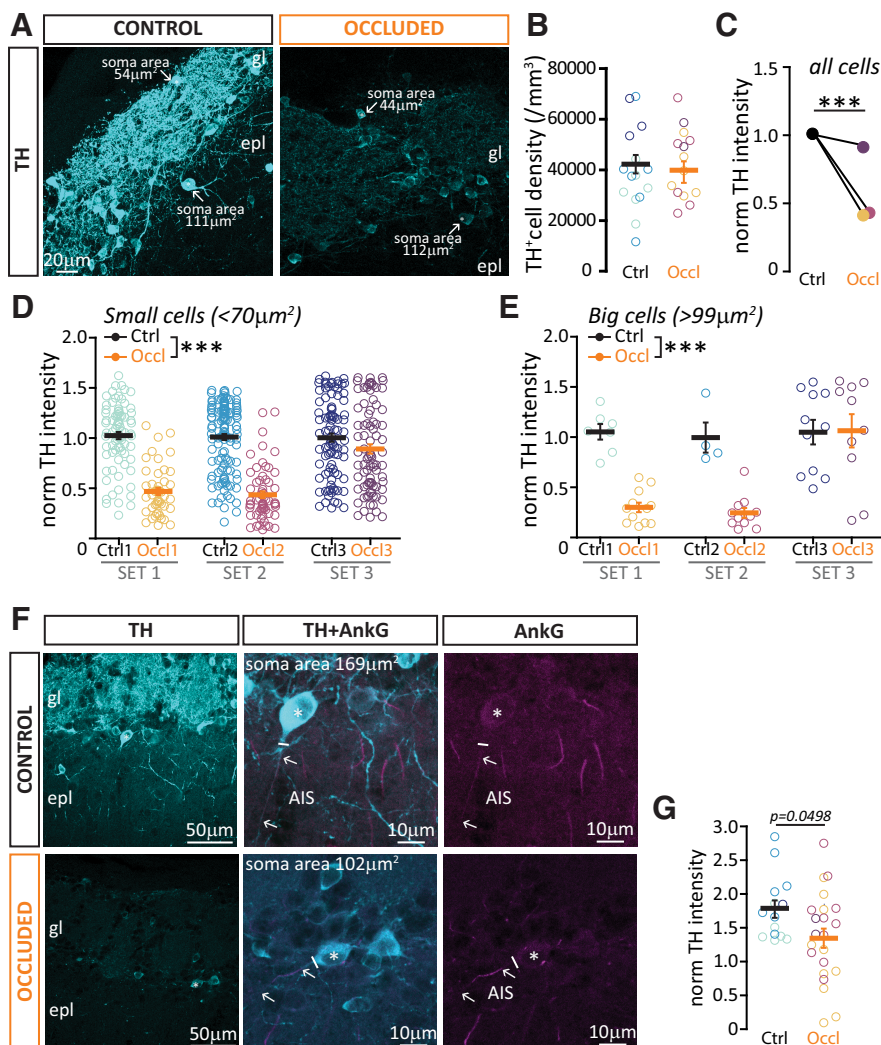 A
CONTROL
OCCLUDED
TH
soma area
54μm²
gl
epl
soma area
111μm²
20μm
soma area
44μm²
gl
soma area
112μm²
epl
B
TH⁺cell density (/mm³)
80000
60000
40000
20000
0
Ctrl
Occl
C
all cells
norm TH intensity
1.5
***
1.0
0.5
0
Ctrl
Occl
D
Small cells (<70μm²)
Ctrl
Occl
***
norm TH intensity
2.0
1.5
1.0
0.5
0
Ctrl1 Occl1
Ctrl2 Occl2
Ctrl3 Occl3
SET 1
SET 2
SET 3
E
Big cells (>99μm²)
Ctrl
Occl
***
norm TH intensity
2.0
1.5
1.0
0.5
0
Ctrl1 Occl1
Ctrl2 Occl2
Ctrl3 Occl3
SET 1
SET 2
SET 3
F
TH
TH+AnkG
AnkG
CONTROL
gl
epl
50μm
soma area 169μm²
*
AIS
10μm
*
AIS
10μm
OCCLUDED
gl
epl
*
50μm
soma area 102μm²
*
AIS
10μm
*
AIS
10μm
G
p=0.0498
norm TH intensity
3.0
2.5
2.0
1.5
1.0
0.5
0
Ctrl
Occl